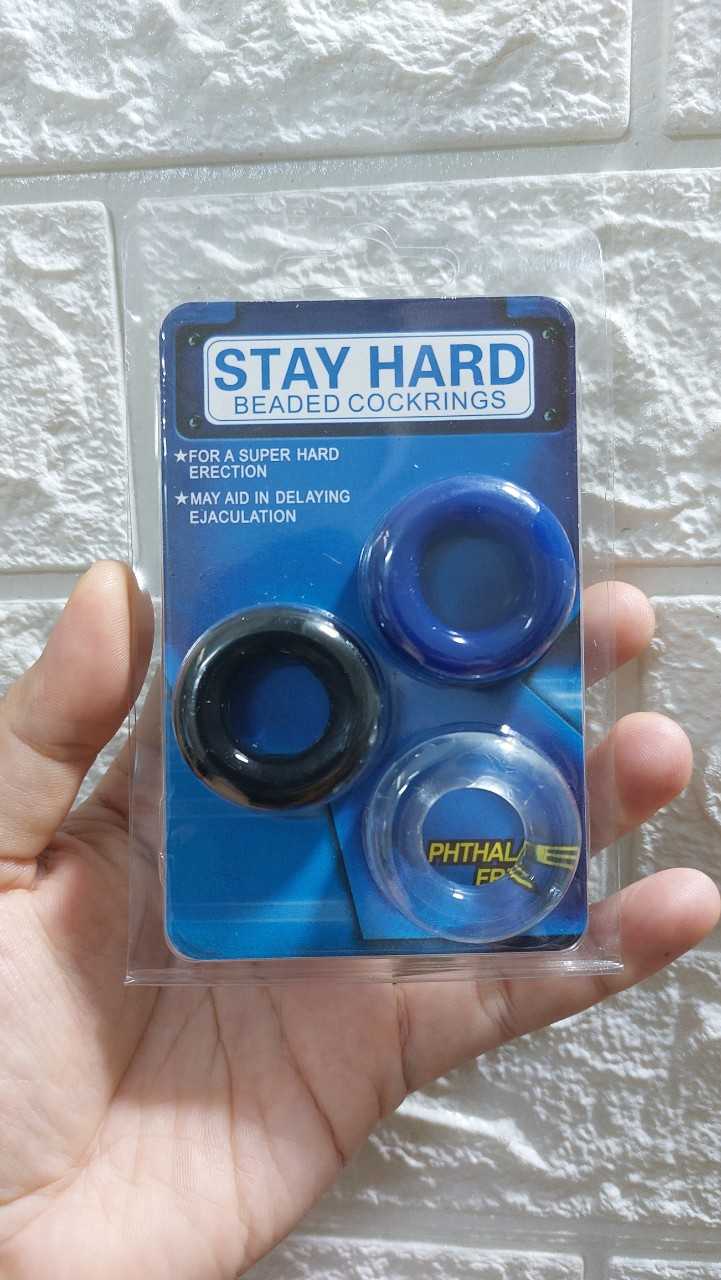 STAY HARD
BEADED COCKRINGS
★FOR A SUPER HARD
ERECTION
★MAY AID IN DELAYING
EJACULATION